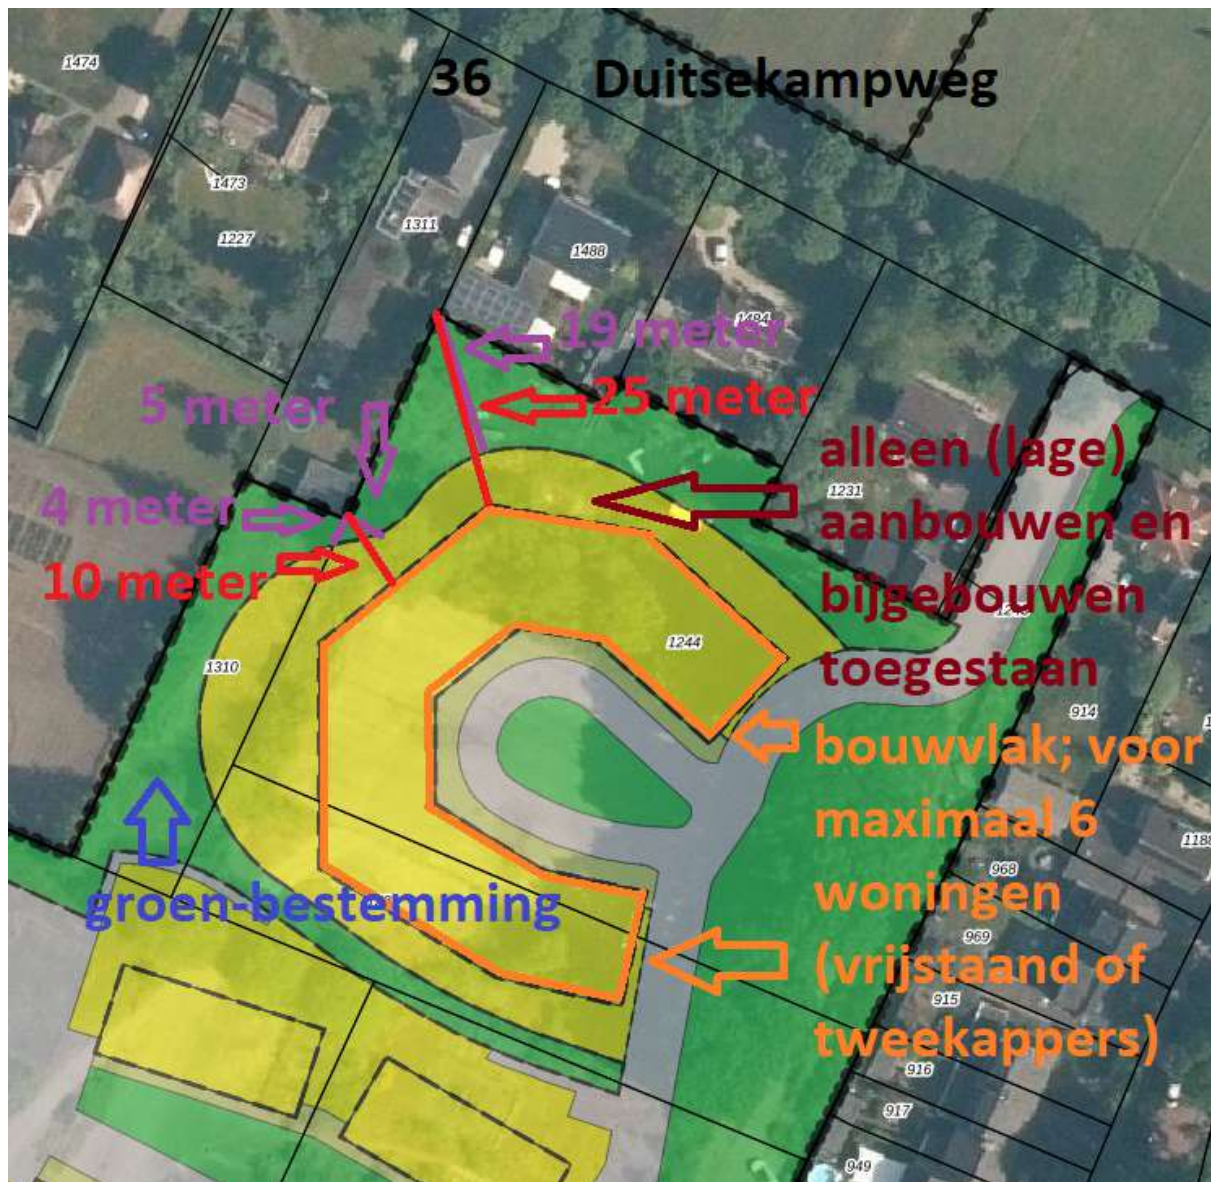 1474
36 Duitsekampweg
1473
1227
1311
1488
1484
19 meter
5 meter
25 meter
4 meter
10 meter
alleen (lage)
aanbouwen en
bijgebouwen
toegestaan
1231
1310
1244
914
bouwvlak; voor
maximaal 6
woningen
(vrijstaand of
tweekappers)
groen-bestemming
1188
968
969
915
916
917
949